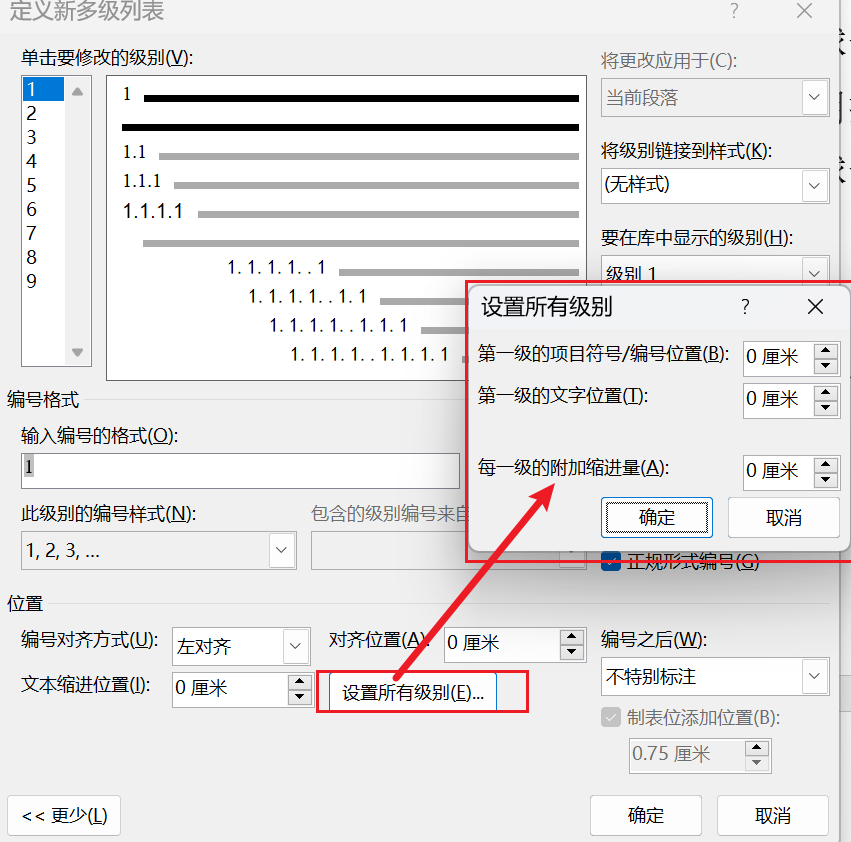 定义新多级列表 ?
单击要修改的级别(V):
1
2
3
4
5
6
7
8
9
1
1.1
1.1.1
1.1.1.1
1.1.1.1..1
1.1.1.1..1.1
1.1.1.1..1.1.1
1.1.1.1..1.1.1.1
将更改应用于(C):
当前段落
将级别链接到样式(K):
(无样式)
要在库中显示的级别(H):
级别 1
设置所有级别 ?
第一级的项目符号/编号位置(B): 0 厘米
第一级的文字位置(T): 0 厘米
每一级的附加缩进量(A): 0 厘米
确定 取消
编号格式
输入编号的格式(O):
1
此级别的编号样式(N): 包含的级别编号来自
1, 2, 3, ...
正规形式编号(G)
位置
编号对齐方式(U): 左对齐 对齐位置(A): 0 厘米 编号之后(W):
不特别标注
文本缩进位置(I): 0 厘米 设置所有级别(E)...
制表位添加位置(B):
0.75 厘米
<< 更少(L) 确定 取消